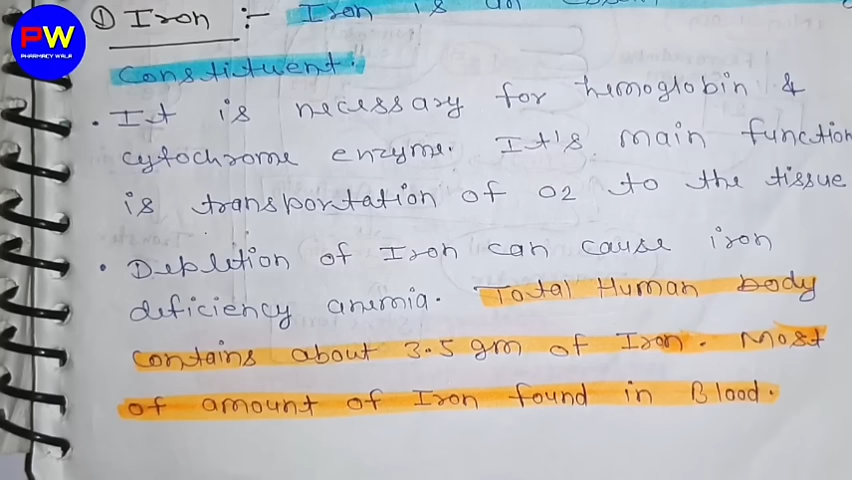 PW
PHARMACY WALA
① Iron :- Iron is an
Constituent.
• It is necessary for hemoglobin &
cytochrome enzyme. It's main function
is transportation of O2 to the tissue
• Depletion of Iron can cause iron
deficiency anemia. Total Human body
contains about 3.5 gm of Iron. Most
of amount of Iron found in Blood.